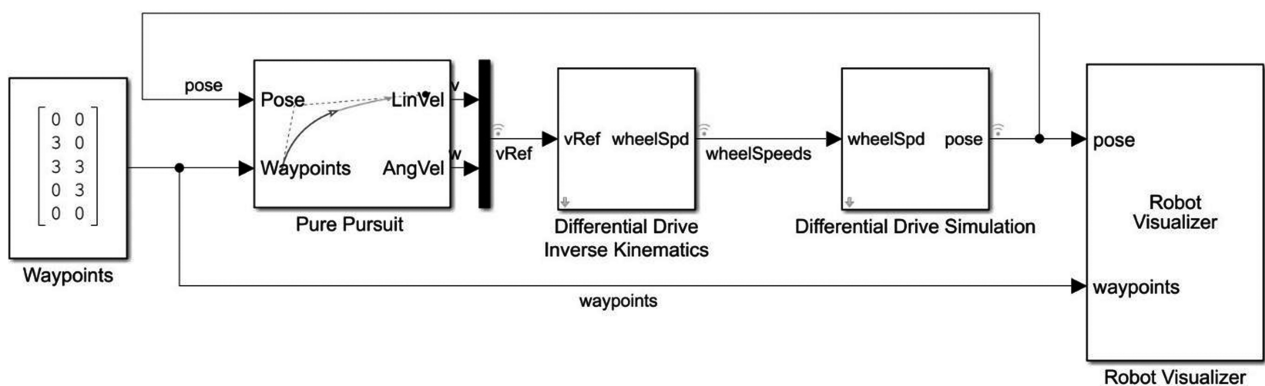 0 0
3 0
3 3
0 3
0 0
Waypoints
pose
Pose
Waypoints
LinVel
AngVel
Pure Pursuit
v
w
vRef
vRef wheelSpd
Differential Drive
Inverse Kinematics
wheelSpeeds
wheelSpd pose
Differential Drive Simulation
waypoints
pose
Robot
Visualizer
waypoints
Robot Visualizer